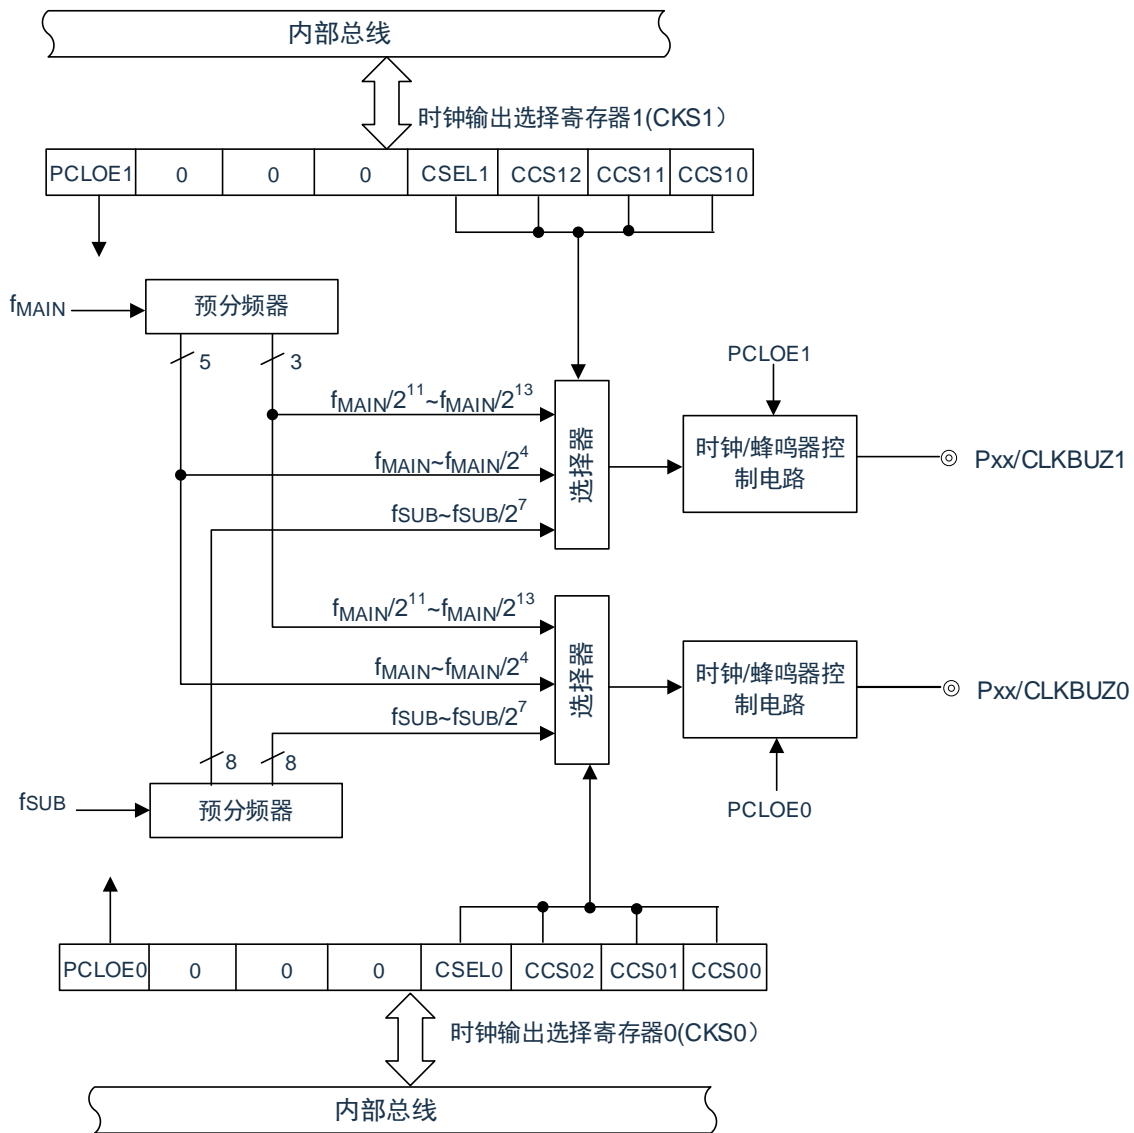 内部总线
时钟输出选择寄存器1(CKS1）
PCLOE1 0 0 0 CSEL1 CCS12 CCS11 CCS10
fMAIN
预分频器
5 3
PCLOE1
fMAIN/2^11~fMAIN/2^13
fMAIN~fMAIN/2^4
fSUB~fSUB/2^7
选择器
时钟/蜂鸣器控
制电路
Pxx/CLKBUZ1
fMAIN/2^11~fMAIN/2^13
fMAIN~fMAIN/2^4
fSUB~fSUB/2^7
选择器
时钟/蜂鸣器控
制电路
Pxx/CLKBUZ0
8 8
fSUB
预分频器
PCLOE0
PCLOE0 0 0 0 CSEL0 CCS02 CCS01 CCS00
时钟输出选择寄存器0(CKS0）
内部总线